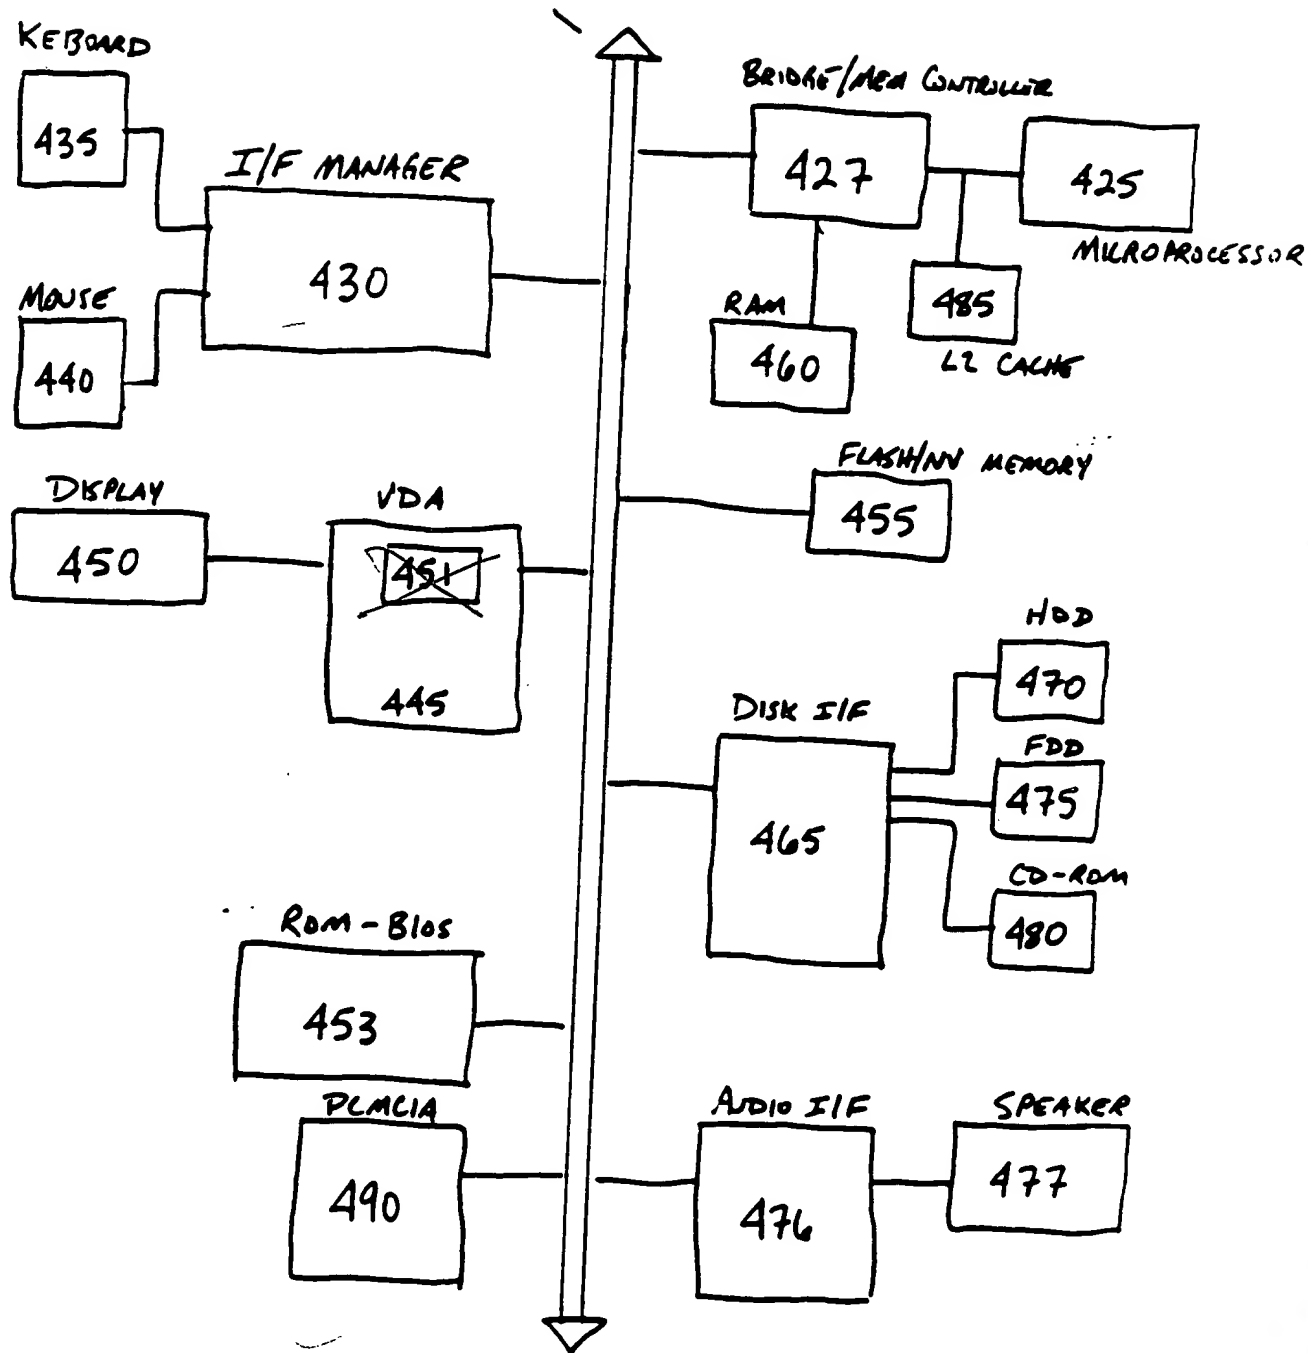 KEBOARD
435
I/F MANAGER
430
MOUSE
440
DISPLAY
450
VDA
451
445
ROM-BIOS
453
PCMCIA
490
BRIDGE/MEM CONTROLLER
427
425
MICROPROCESSOR
485
L2 CACHE
RAM
460
FLASH/NV MEMORY
455
HDD
470
DISK I/F
465
FDD
475
CD-ROM
480
AUDIO I/F
476
SPEAKER
477